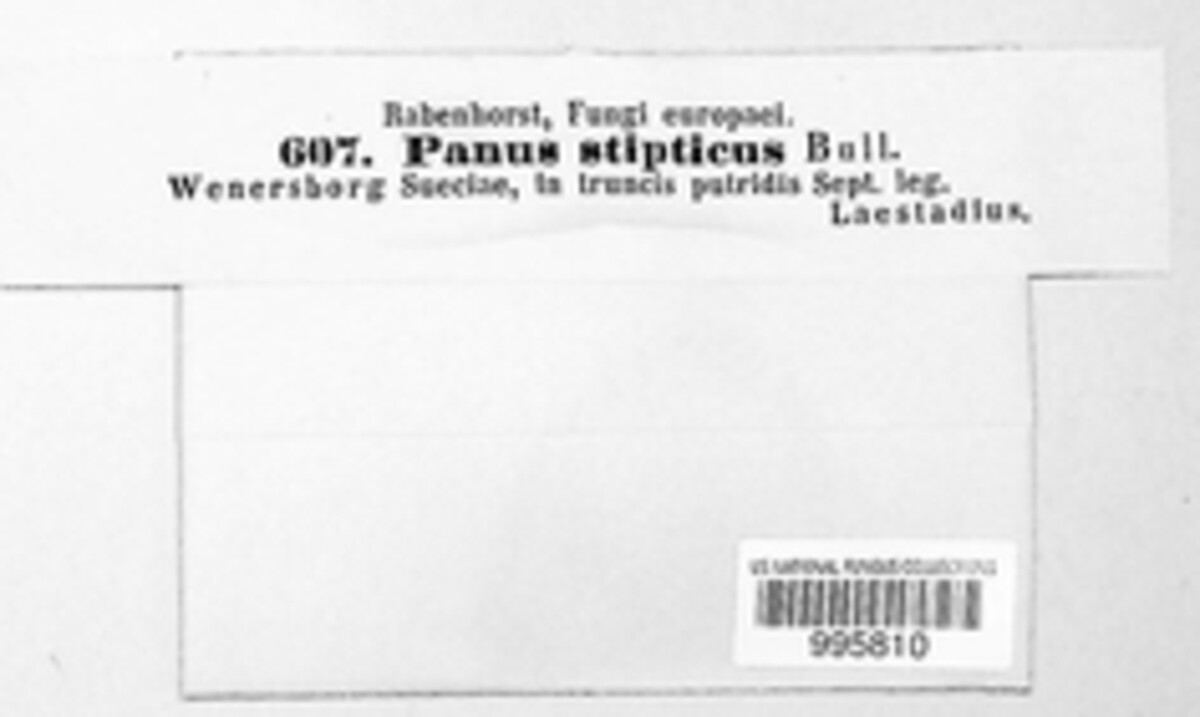 Rabenhorst, Fungi europaei.
607. Panus stipticus Bull.
Wenersborg Sueciae, in truncis putridis Sept. leg.
Laestadius.
US NATIONAL FUNGUS COLLECTIONS
995810